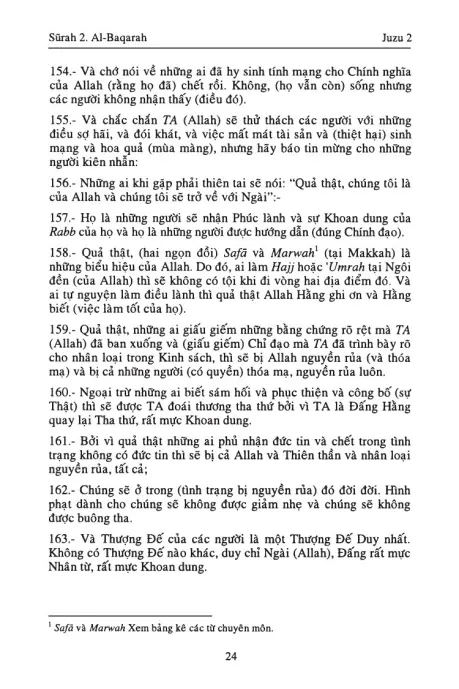 Sūrah 2. Al-Baqarah Juzu 2
154.- Và chớ nói về những ai đã hy sinh tính mạng cho Chính nghĩa
của Allah (rằng họ đã) chết rồi. Không, (họ vẫn còn) sống nhưng
các người không nhận thấy (điều đó).
155.- Và chắc chắn TA (Allah) sẽ thử thách các người với những
điều sợ hãi, và đói khát, và việc mất mát tài sản và (thiệt hại) sinh
mạng và hoa quả (mùa màng), nhưng hãy báo tin mừng cho những
người kiên nhẫn:
156.- Những ai khi gặp phải thiên tai sẽ nói: “Quả thật, chúng tôi là
của Allah và chúng tôi sẽ trở về với Ngài”:-
157.- Họ là những người sẽ nhận Phúc lành và sự Khoan dung của
Rabb của họ và họ là những người được hướng dẫn (đúng Chính đạo).
158.- Quả thật, (hai ngọn đồi) Safā và Marwah¹ (tại Makkah) là
những biểu hiệu của Allah. Do đó, ai làm Hajj hoặc ‘Umrah tại Ngôi
đền (của Allah) thì sẽ không có tội khi đi vòng hai địa điểm đó. Và
ai tự nguyện làm điều lành thì quả thật Allah Hằng ghi ơn và Hằng
biết (việc làm tốt của họ).
159.- Quả thật, những ai giấu giếm những bằng chứng rõ rệt mà TA
(Allah) đã ban xuống và (giấu giếm) Chỉ đạo mà TA đã trình bày rõ
cho nhân loại trong Kinh sách, thì sẽ bị Allah nguyền rủa (và thóa
mạ) và bị cả những người (có quyền) thóa mạ, nguyền rủa luôn.
160.- Ngoại trừ những ai biết sám hối và phục thiện và công bố (sự
Thật) thì sẽ được TA đoái thương tha thứ bởi vì TA là Đấng Hằng
quay lại Tha thứ, rất mực Khoan dung.
161.- Bởi vì quả thật những ai phủ nhận đức tin và chết trong tình
trạng không có đức tin thì sẽ bị cả Allah và Thiên thần và nhân loại
nguyền rủa, tất cả;
162.- Chúng sẽ ở trong (tình trạng bị nguyền rủa) đó đời đời. Hình
phạt dành cho chúng sẽ không được giảm nhẹ và chúng sẽ không
được buông tha.
163.- Và Thượng Đế của các người là một Thượng Đế Duy nhất.
Không có Thượng Đế nào khác, duy chỉ Ngài (Allah), Đấng rất mực
Nhân từ, rất mực Khoan dung.
¹ Safā và Marwah Xem bảng kê các từ chuyên môn.
24